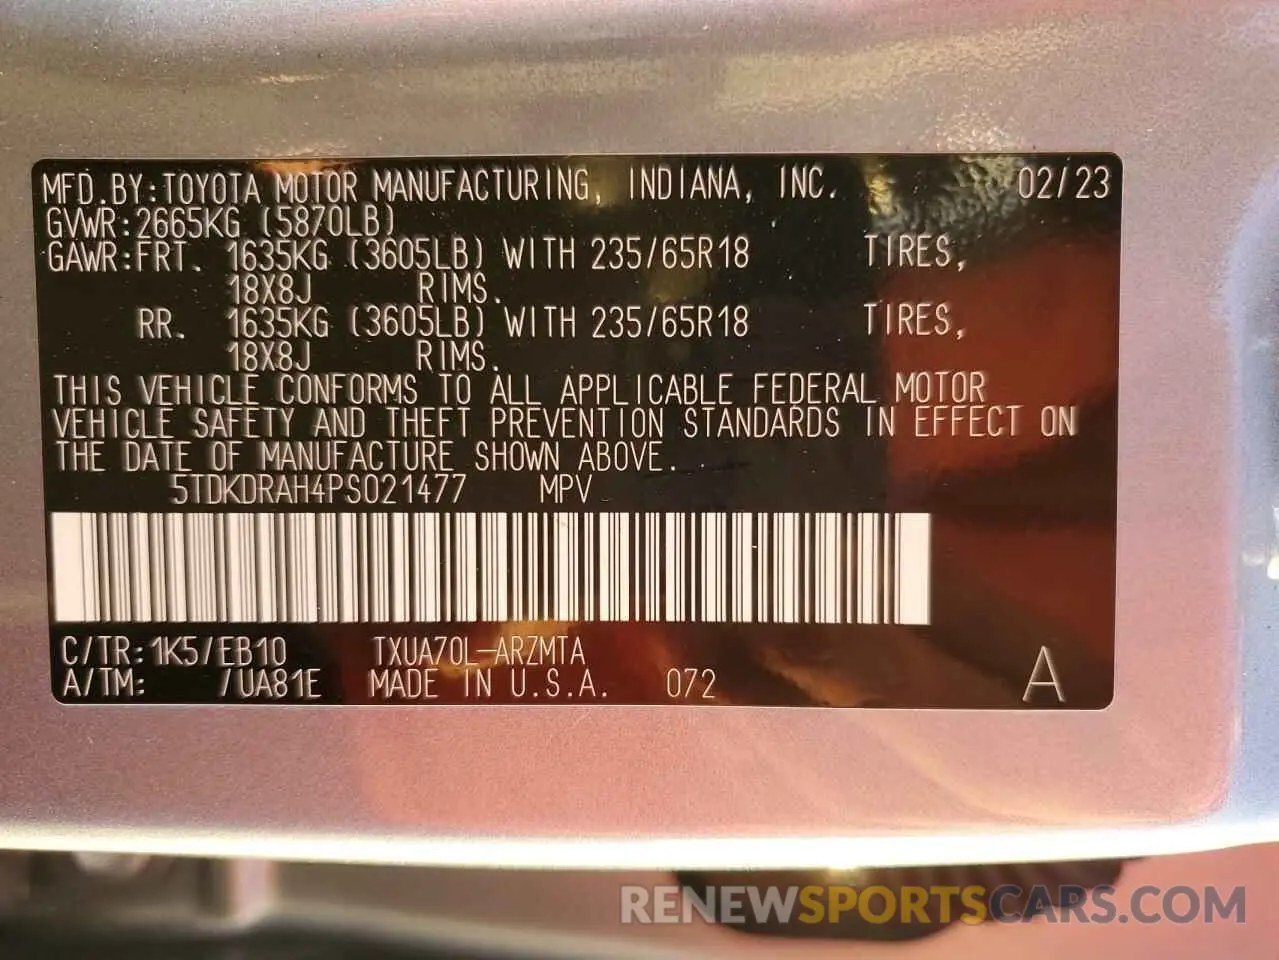 MFD.BY:TOYOTA MOTOR MANUFACTURING, INDIANA, INC. 02/23
GVWR:2665KG (5870LB)
GAWR:FRT. 1635KG (3605LB) WITH 235/65R18 TIRES,
18X8J RIMS.
RR. 1635KG (3605LB) WITH 235/65R18 TIRES,
18X8J RIMS.
THIS VEHICLE CONFORMS TO ALL APPLICABLE FEDERAL MOTOR
VEHICLE SAFETY AND THEFT PREVENTION STANDARDS IN EFFECT ON
THE DATE OF MANUFACTURE SHOWN ABOVE.
5TDKDRAH4PS021477 MPV
C/TR:1K5/EB10 TXUA70L-ARZMTA
A/TM: /UA81E MADE IN U.S.A. 072 A
RENEWSPORTSCARS.COM